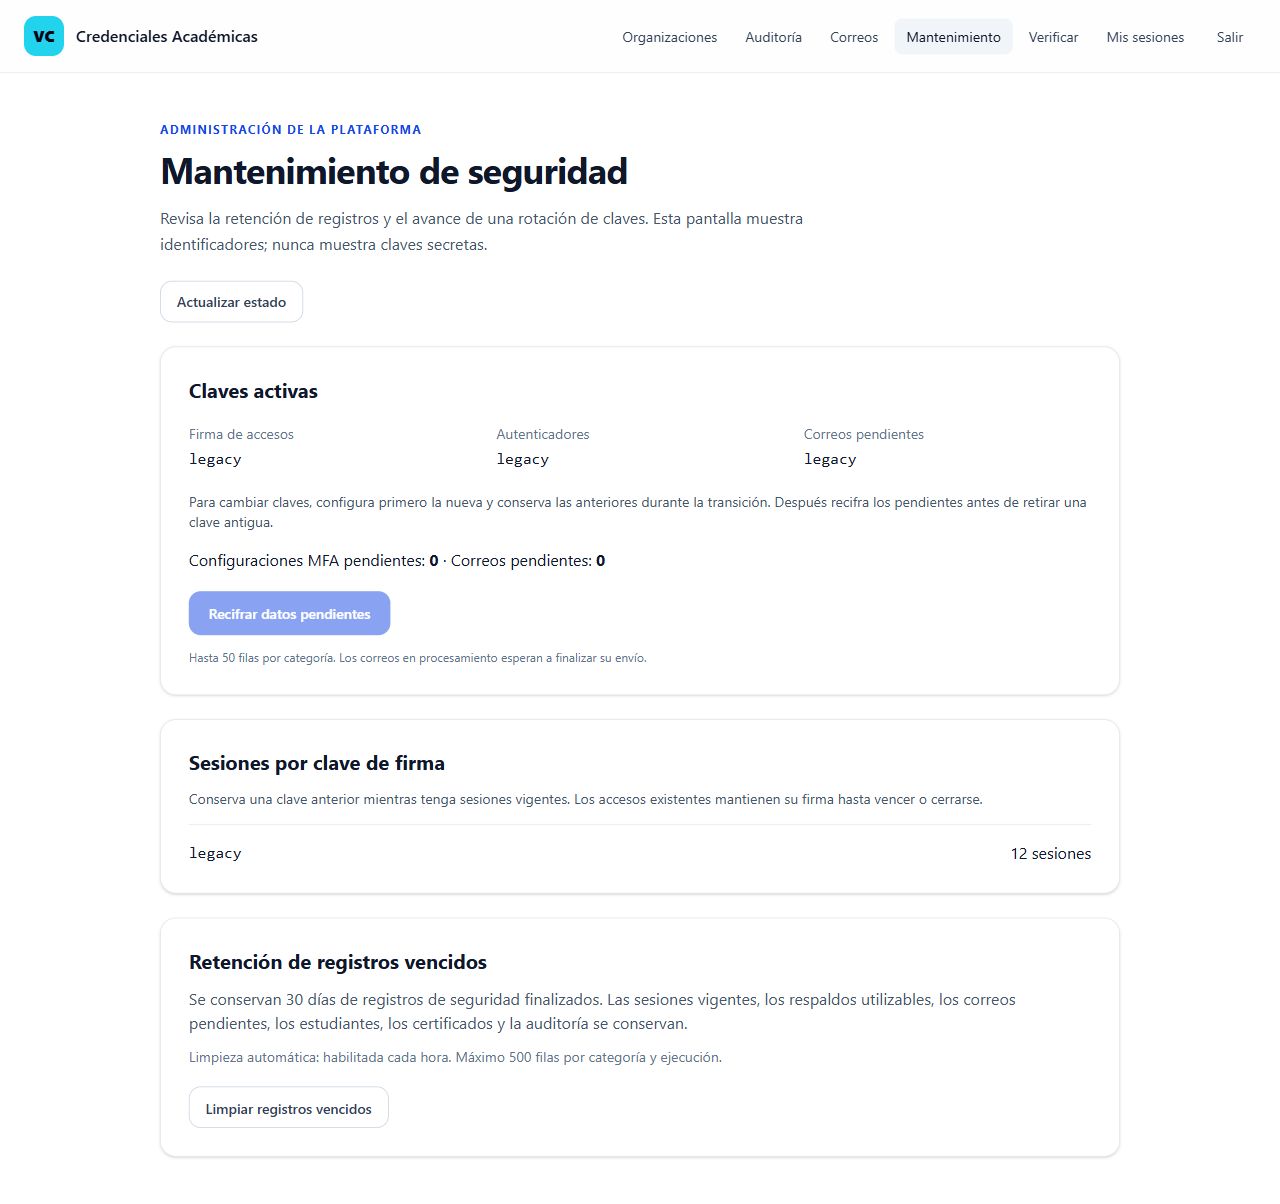 VC
Credenciales Académicas
Organizaciones
Auditoría
Correos
Mantenimiento
Verificar
Mis sesiones
Salir
ADMINISTRACIÓN DE LA PLATAFORMA
Mantenimiento de seguridad
Revisa la retención de registros y el avance de una rotación de claves. Esta pantalla muestra
identificadores; nunca muestra claves secretas.
Actualizar estado
Claves activas
Firma de accesos
legacy
Autenticadores
legacy
Correos pendientes
legacy
Para cambiar claves, configura primero la nueva y conserva las anteriores durante la transición. Después recifra los pendientes antes de retirar una
clave antigua.
Configuraciones MFA pendientes: 0 · Correos pendientes: 0
Recifrar datos pendientes
Hasta 50 filas por categoría. Los correos en procesamiento esperan a finalizar su envío.
Sesiones por clave de firma
Conserva una clave anterior mientras tenga sesiones vigentes. Los accesos existentes mantienen su firma hasta vencer o cerrarse.
legacy
12 sesiones
Retención de registros vencidos
Se conservan 30 días de registros de seguridad finalizados. Las sesiones vigentes, los respaldos utilizables, los correos
pendientes, los estudiantes, los certificados y la auditoría se conservan.
Limpieza automática: habilitada cada hora. Máximo 500 filas por categoría y ejecución.
Limpiar registros vencidos